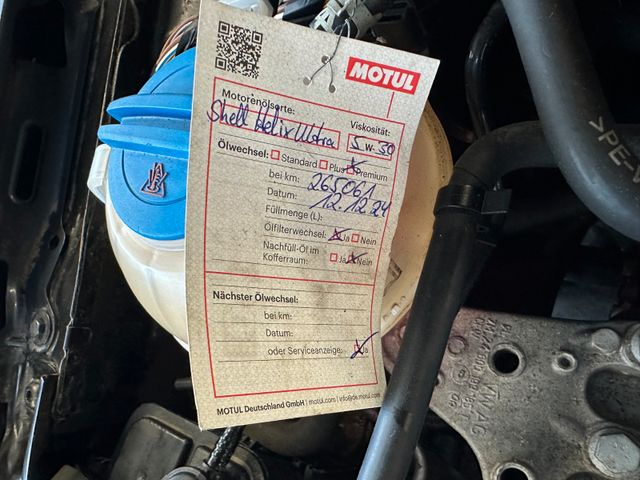 MOTUL
Motorenölsorte:
Viskosität:
Shell Helix Ultra
5W-50
Ölwechsel: Standard Plus Premium
bei km: 265061
Datum: 12.12.24
Füllmenge (L):
Ölfilterwechsel: Ja Nein
Nachfüll-Öl im
Kofferraum: Ja Nein
Nächster Ölwechsel:
bei km:
Datum:
oder Serviceanzeige: Ja
MOTUL Deutschland GmbH | motul.com | info@de.motul.com
>PE-